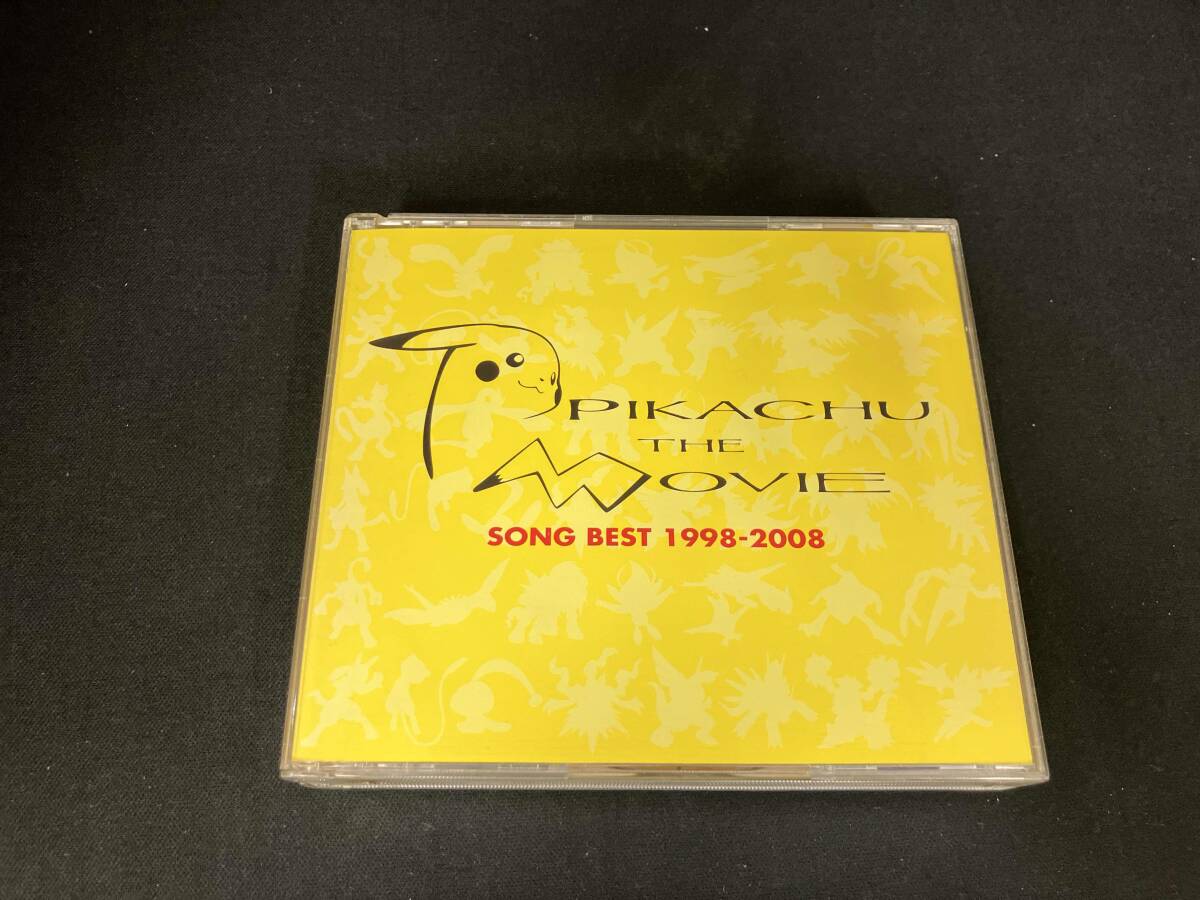 PIKACHU
THE
MOVIE
SONG BEST 1998-2008